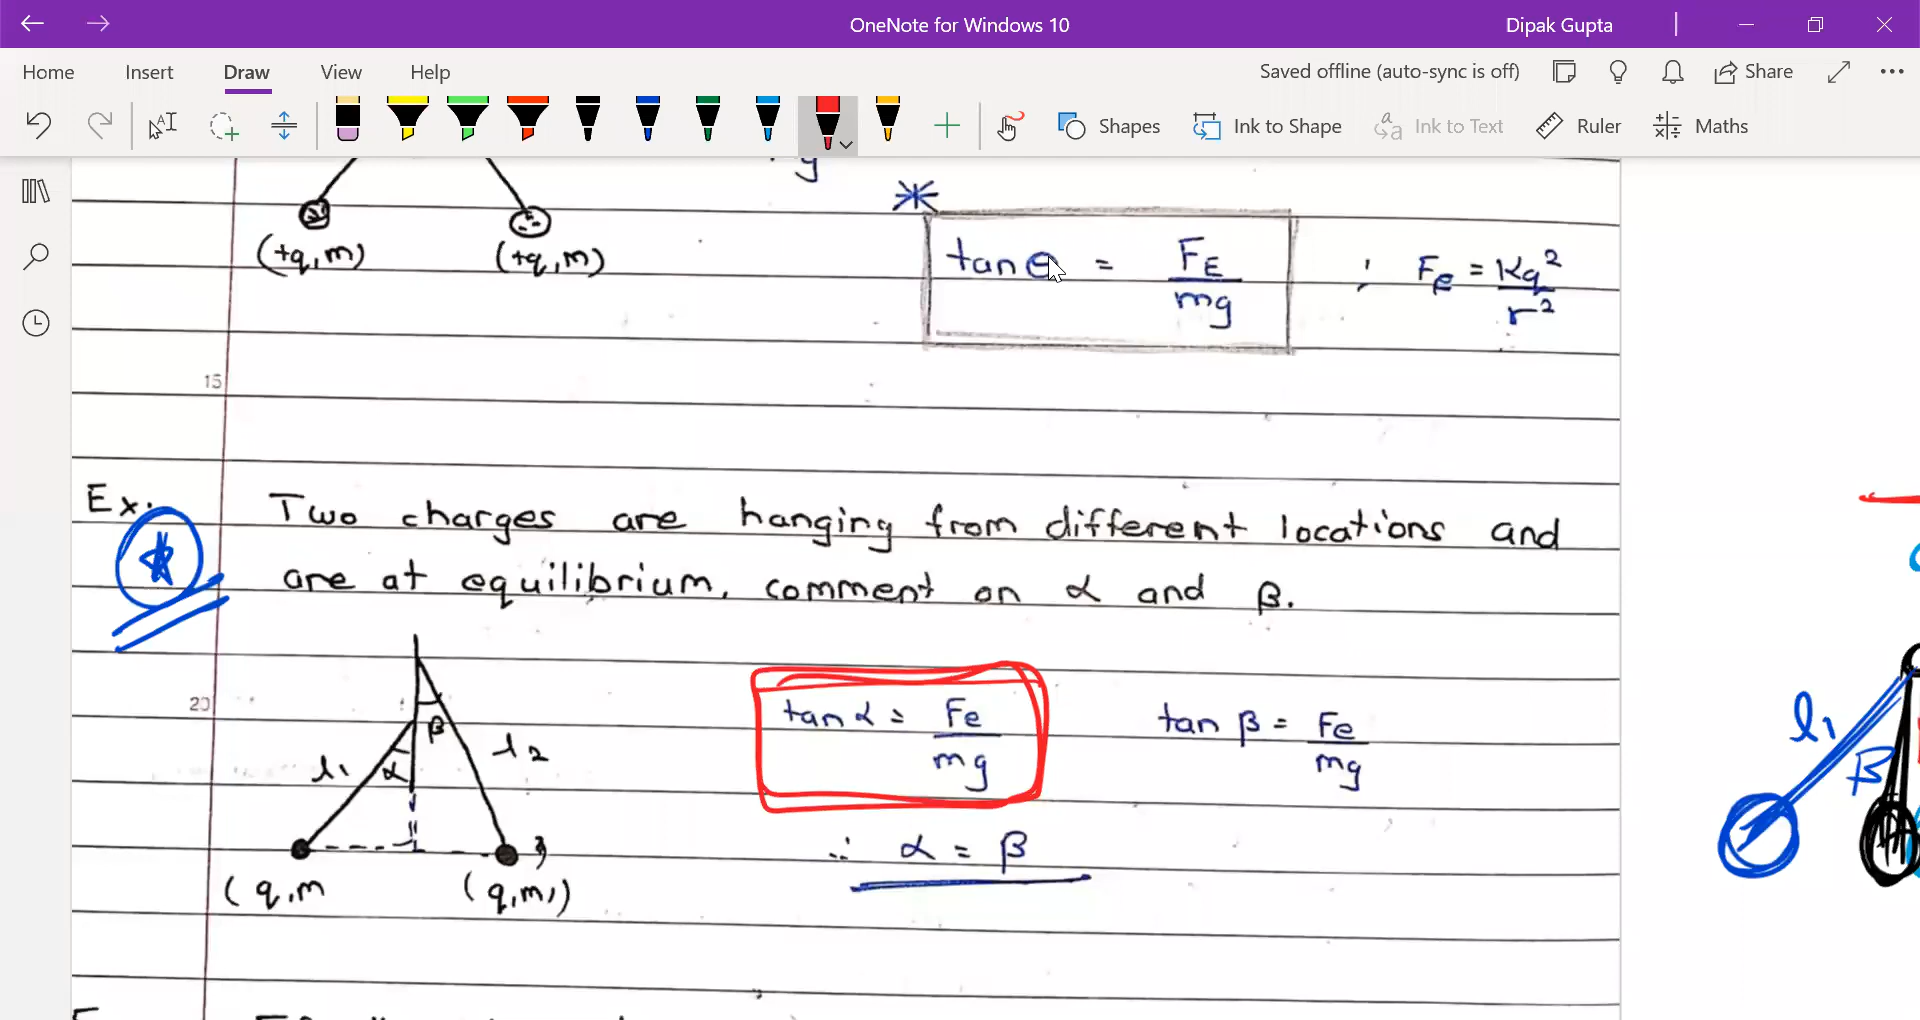 OneNote for Windows 10
Dipak Gupta
Home Insert Draw View Help
Saved offline (auto-sync is off)
Share
Shapes
Ink to Shape
Ink to Text
Ruler
Maths
(+q, m) (+q, m)
tan θ = FE / mg
; Fe = Kq² / r²
15
Ex. Two charges are hanging from different locations and
are at equilibrium, comment on α and β.
20
β
l1 α l2
tan α = Fe / mg
tan β = Fe / mg
∴ α = β
(q, m (q, m,)
l1
β